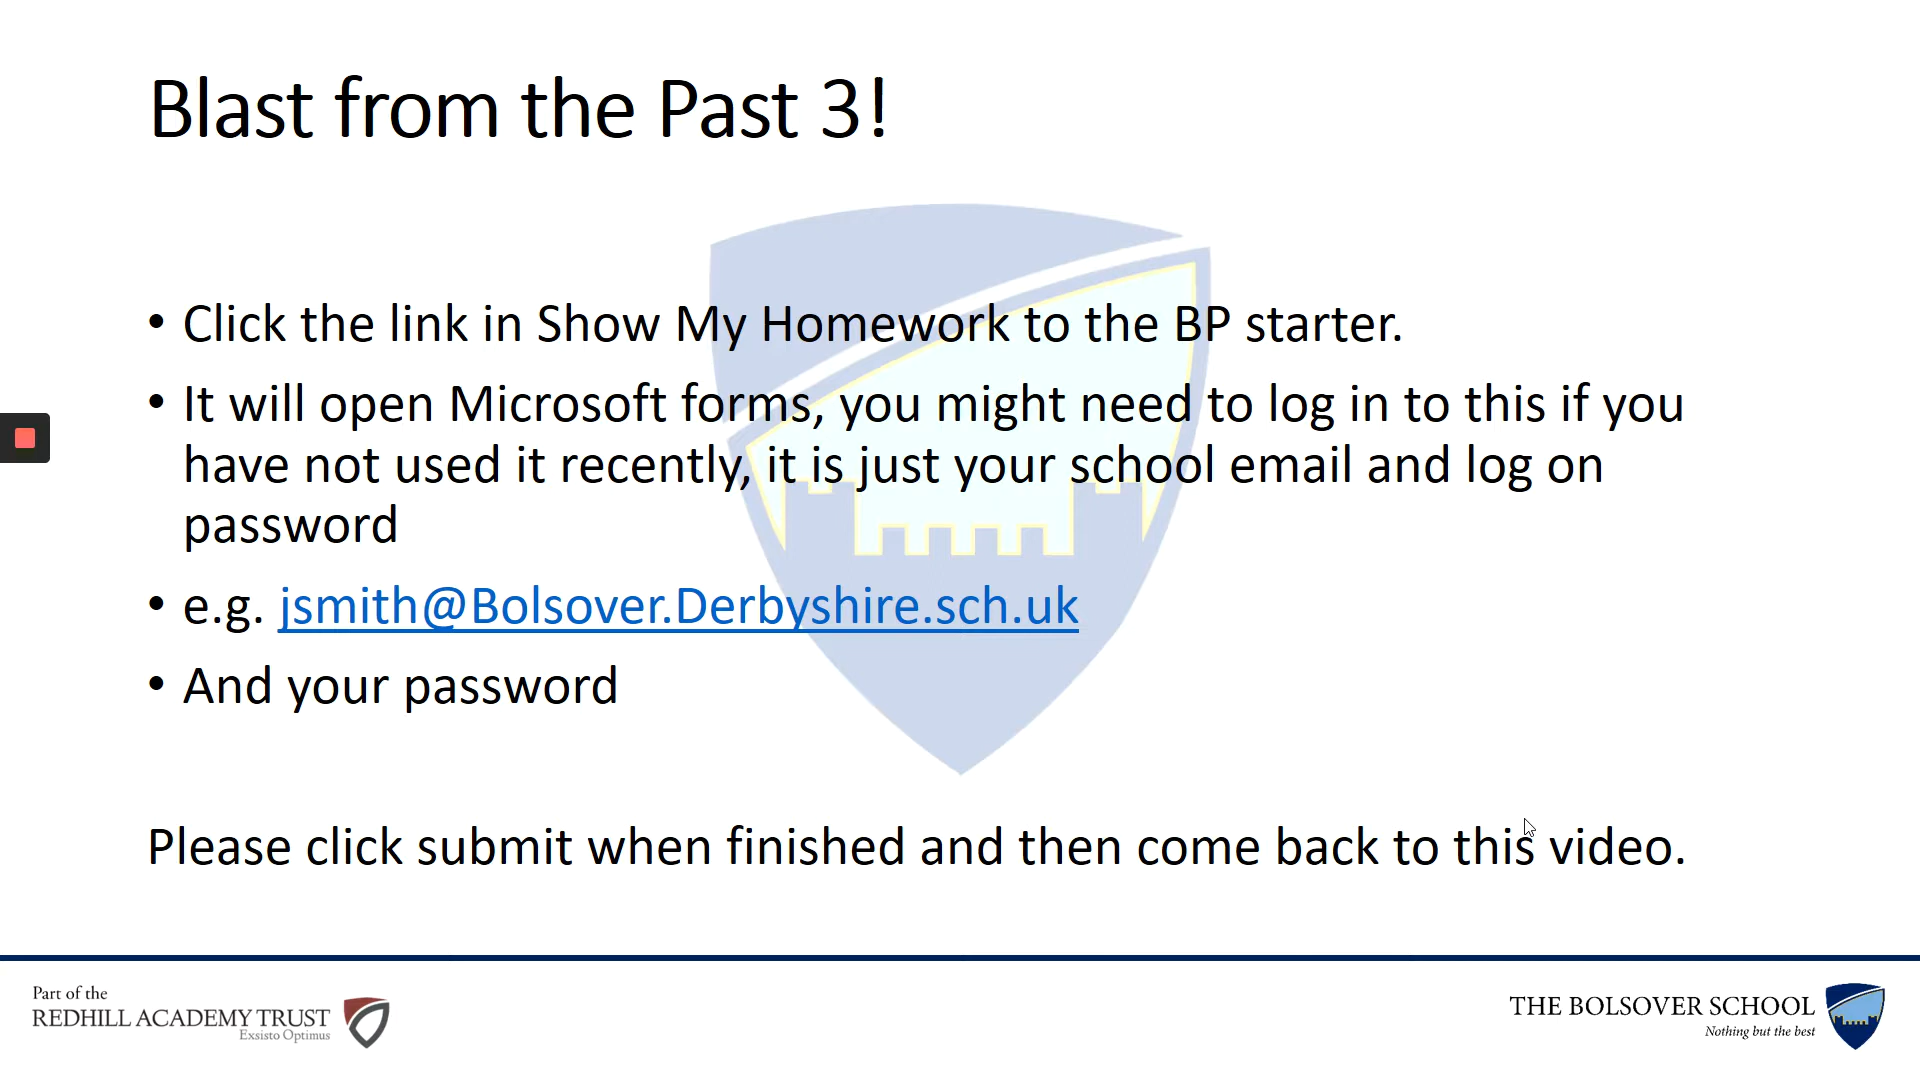 Blast from the Past 3!
• Click the link in Show My Homework to the BP starter.
• It will open Microsoft forms, you might need to log in to this if you
have not used it recently, it is just your school email and log on
password
• e.g. jsmith@Bolsover.Derbyshire.sch.uk
• And your password
Please click submit when finished and then come back to this video.
Part of the
REDHILL ACADEMY TRUST
Exsisto Optimus
THE BOLSOVER SCHOOL
Nothing but the best